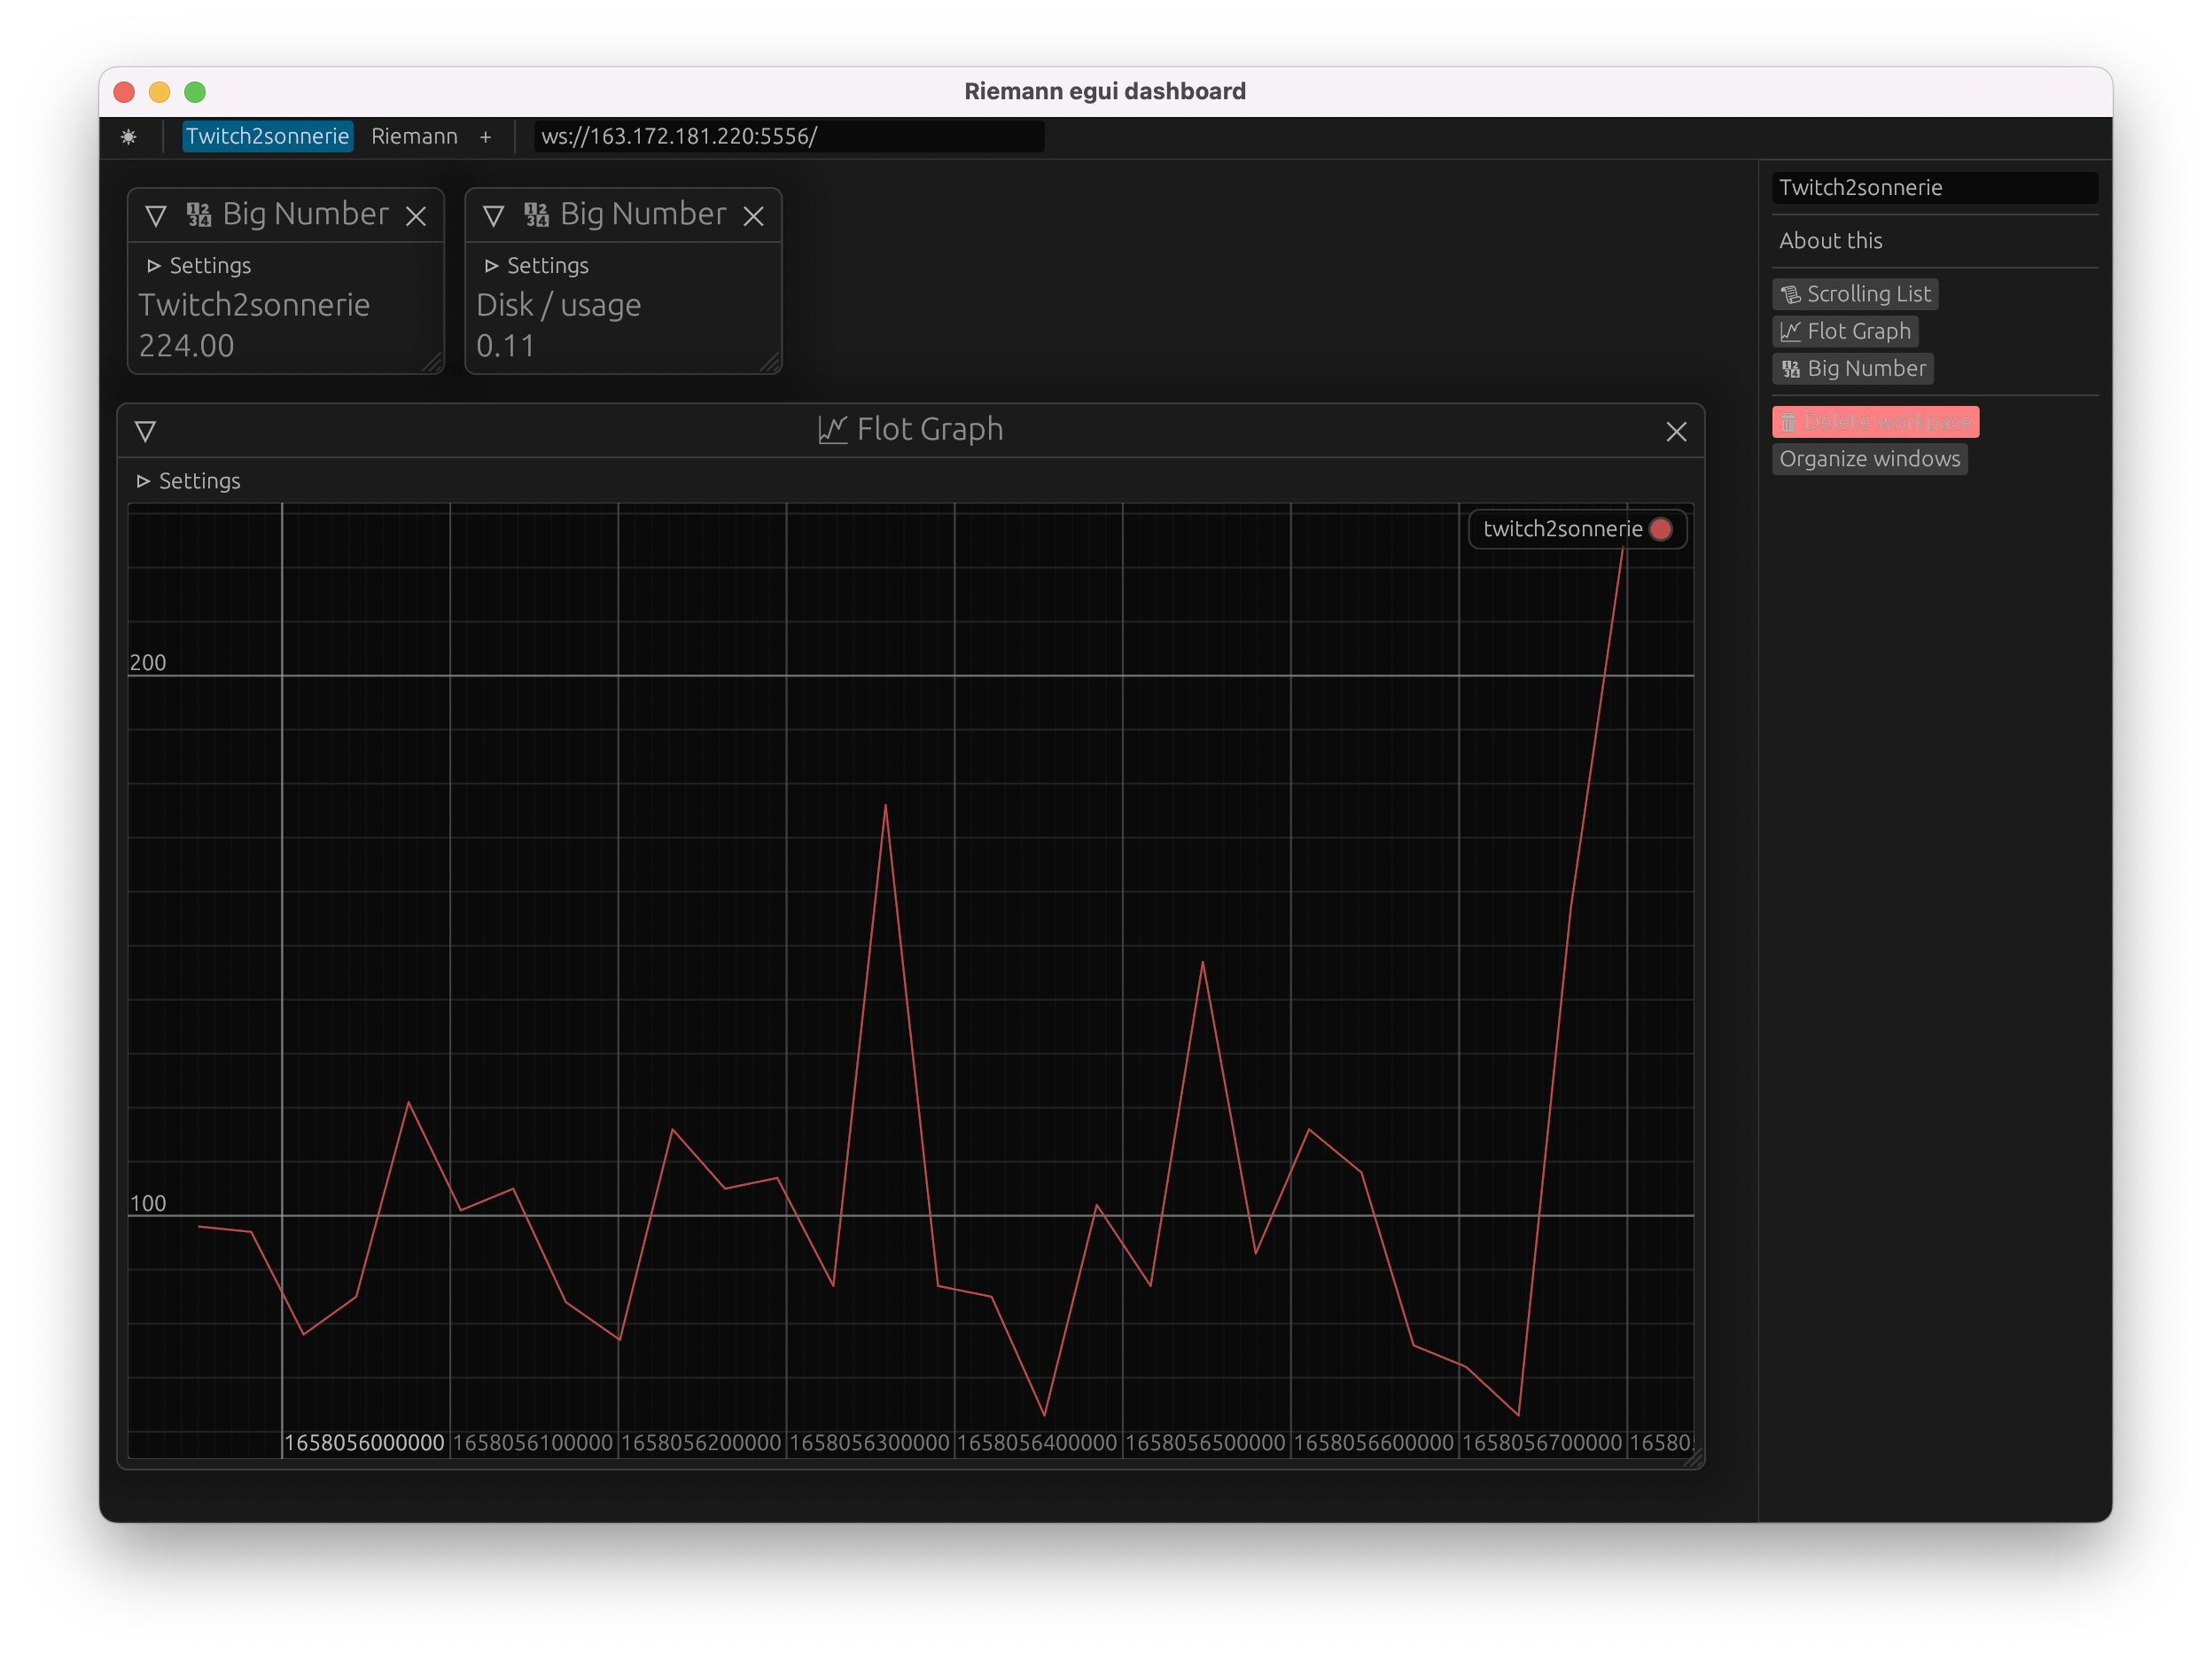 Riemann egui dashboard
Twitch2sonnerie Riemann + ws://163.172.181.220:5556/
Big Number
Settings
Twitch2sonnerie
224.00
Big Number
Settings
Disk / usage
0.11
Flot Graph
Settings
twitch2sonnerie
200
100
1658056000000 1658056100000 1658056200000 1658056300000 1658056400000 1658056500000 1658056600000 1658056700000 16580
Twitch2sonnerie
About this
Scrolling List
Flot Graph
Big Number
Delete workpace
Organize windows